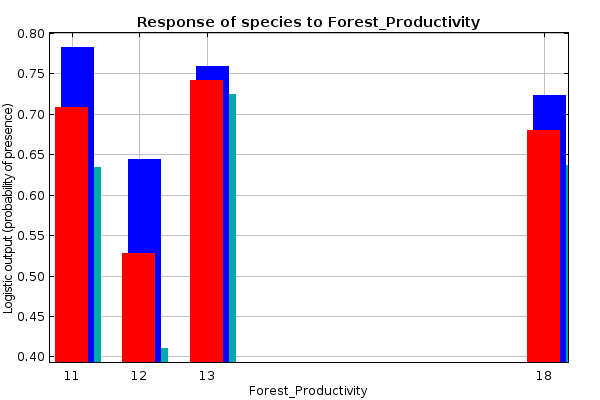 Response of species to Forest_Productivity
Logistic output (probability of presence)
0.80
0.75
0.70
0.65
0.60
0.55
0.50
0.45
0.40
11 12 13 18
Forest_Productivity